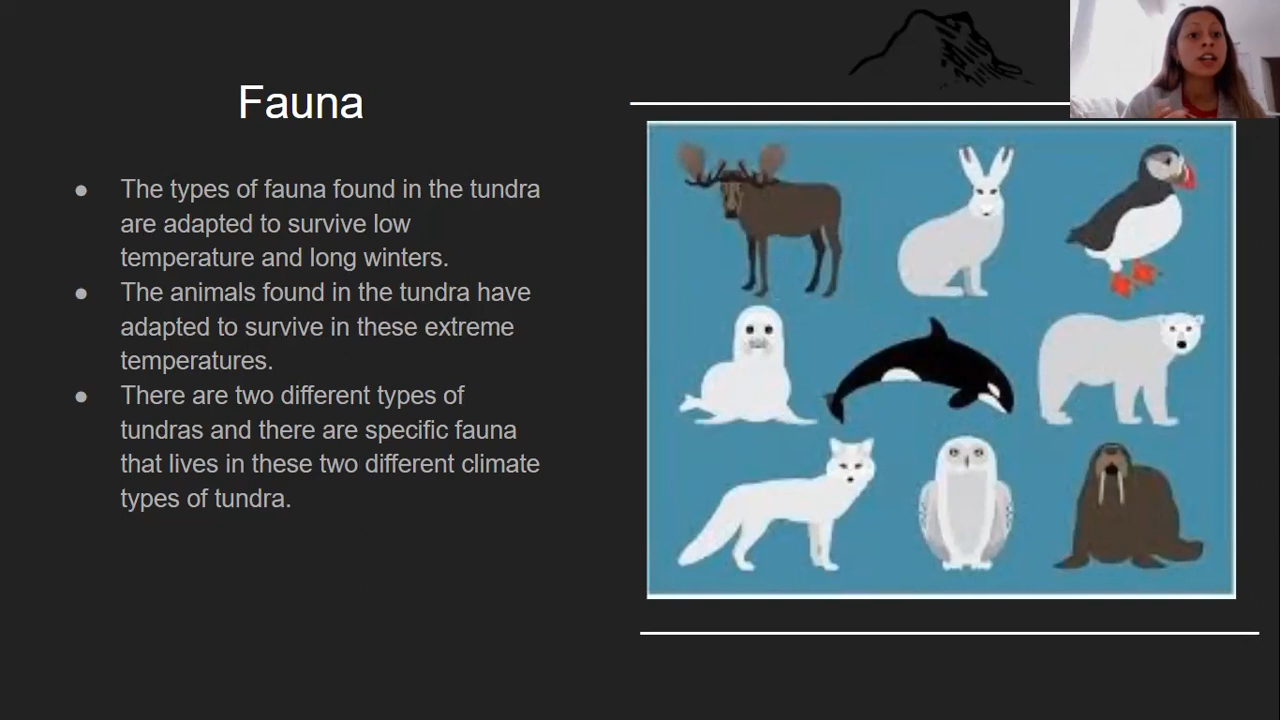 Fauna
● The types of fauna found in the tundra
are adapted to survive low
temperature and long winters.
● The animals found in the tundra have
adapted to survive in these extreme
temperatures.
● There are two different types of
tundras and there are specific fauna
that lives in these two different climate
types of tundra.